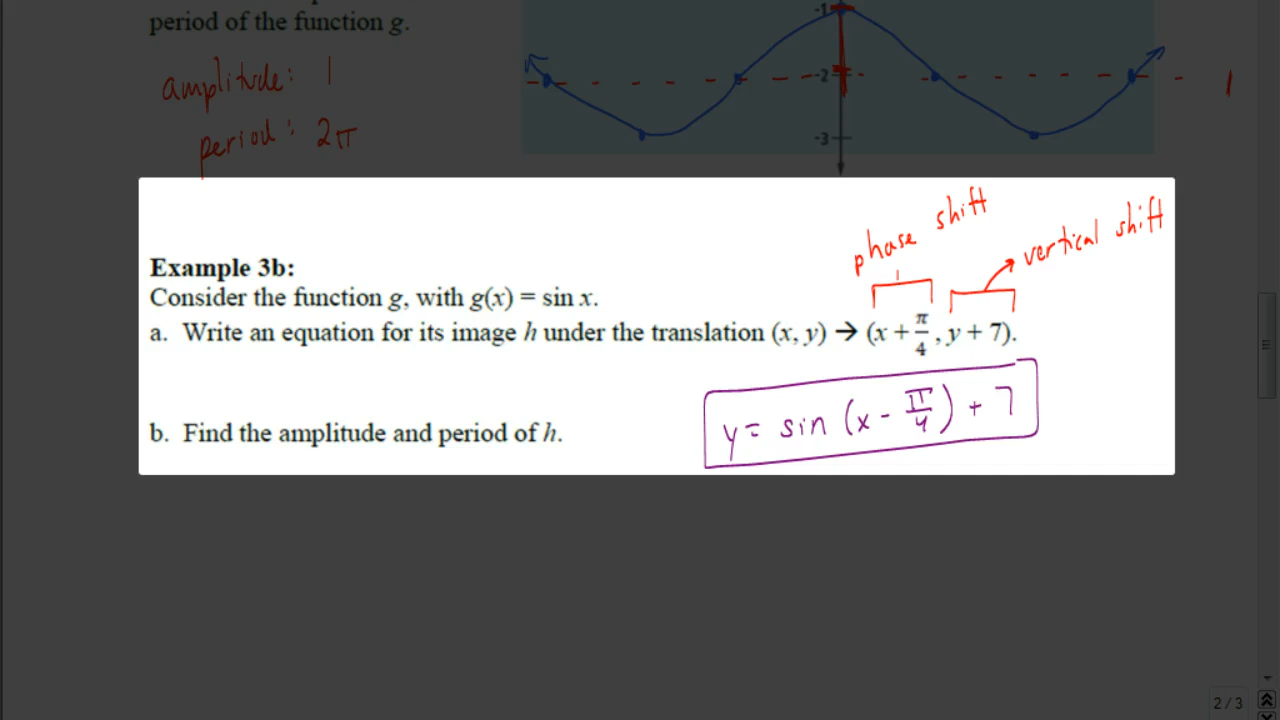 period of the function g.
amplitude: 1
period: 2π
-1
-2
-3
1
phase shift
vertical shift
Example 3b:
Consider the function g, with g(x) = sin x.
a. Write an equation for its image h under the translation (x, y) → (x + π/4, y + 7).
y = sin (x - π/4) + 7
b. Find the amplitude and period of h.
2 / 3